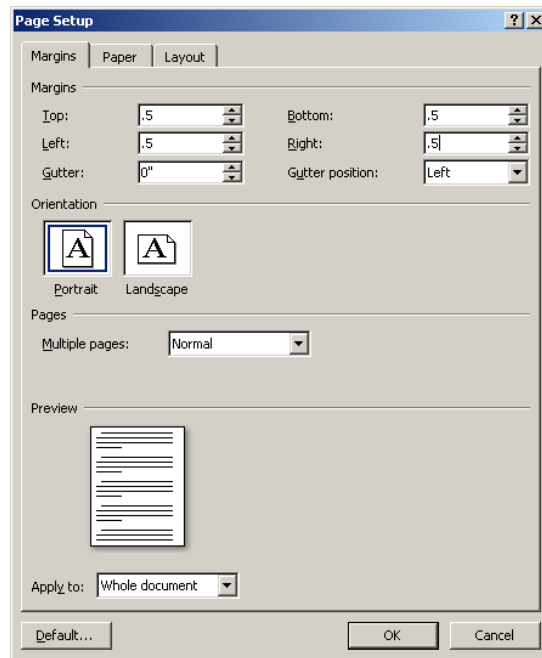 Page Setup
Margins Paper Layout
Margins
Top: .5 Bottom: .5
Left: .5 Right: .5
Gutter: 0" Gutter position: Left
Orientation
A A
Portrait Landscape
Pages
Multiple pages: Normal
Preview
Apply to: Whole document
Default... OK Cancel